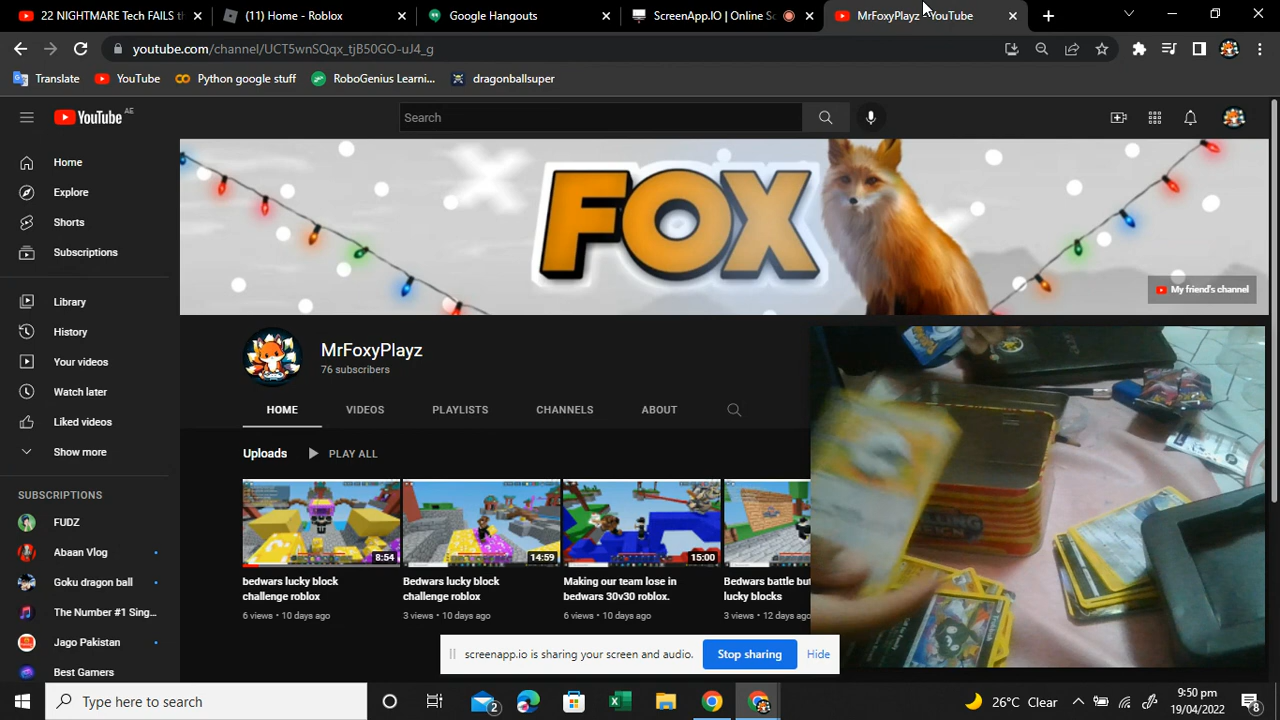 22 NIGHTMARE Tech FAILS t
(11) Home - Roblox
Google Hangouts
ScreenApp.IO | Online S
MrFoxyPlayz - YouTube
youtube.com/channel/UCT5wnSQqx_tjB50GO-uJ4_g
Translate
YouTube
Python google stuff
RoboGenius Learni...
dragonballsuper
YouTube AE
Search
Home
Explore
Shorts
Subscriptions
Library
History
Your videos
Watch later
Liked videos
Show more
SUBSCRIPTIONS
FUDZ
Abaan Vlog
Goku dragon ball
The Number #1 Sing...
Jago Pakistan
Best Gamers
FOX
My friend's channel
MrFoxyPlayz
76 subscribers
HOME VIDEOS PLAYLISTS CHANNELS ABOUT
Uploads PLAY ALL
8:54
bedwars lucky block
challenge roblox
6 views • 10 days ago
14:59
Bedwars lucky block
challenge roblox
3 views • 10 days ago
15:00
Making our team lose in
bedwars 30v30 roblox.
6 views • 10 days ago
Bedwars battle but
lucky blocks
3 views • 12 days ago
screenapp.io is sharing your screen and audio.
Stop sharing
Hide
Type here to search
2
26°C Clear
9:50 pm
19/04/2022
8